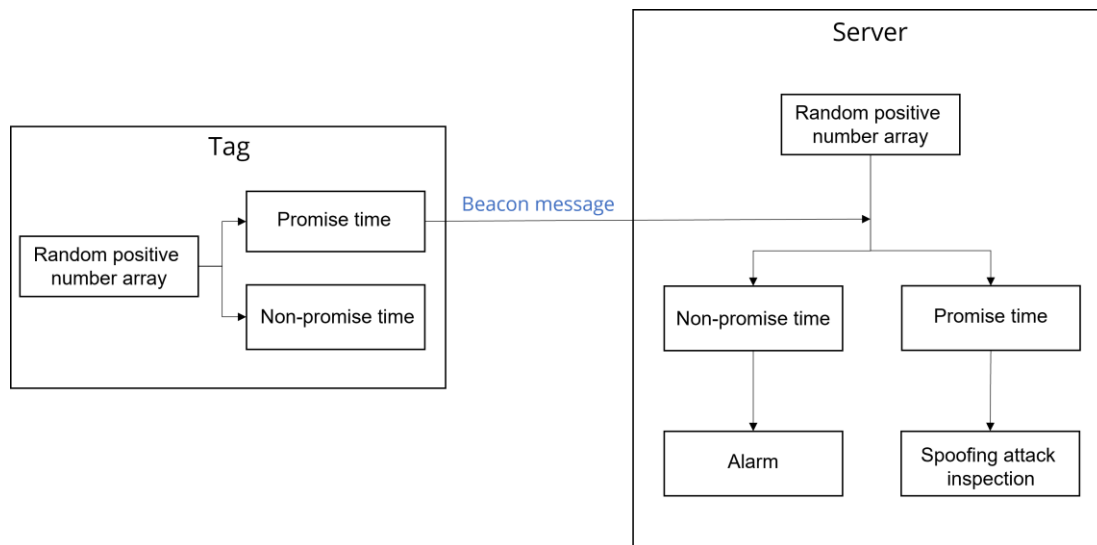 Tag
Random positive
number array
Promise time
Non-promise time
Beacon message
Server
Random positive
number array
Non-promise time
Promise time
Alarm
Spoofing attack
inspection